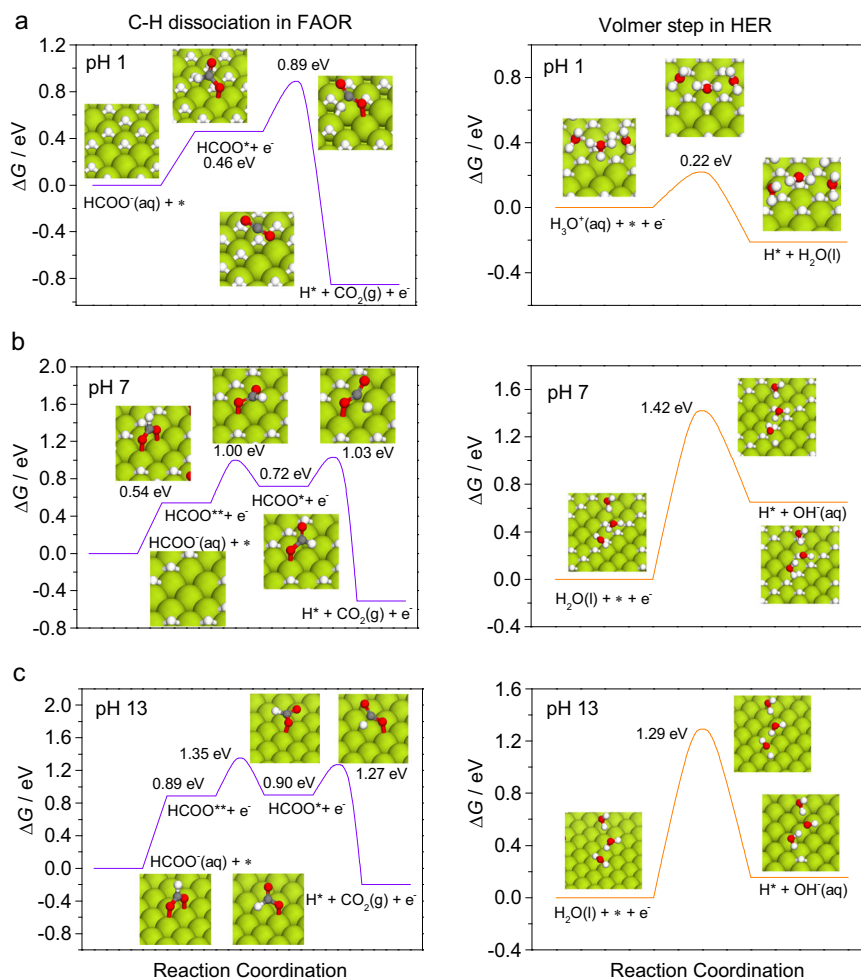 a
C-H dissociation in FAOR
Volmer step in HER
1.2
0.8
0.4
0.0
-0.4
-0.8
ΔG / eV
pH 1
0.89 eV
HCOO*+ e-
0.46 eV
HCOO-(aq) + *
H* + CO2(g) + e-
0.8
0.4
0.0
-0.4
ΔG / eV
pH 1
0.22 eV
H3O+(aq) + * + e-
H* + H2O(l)
b
2.0
1.6
1.2
0.8
0.4
0.0
-0.4
-0.8
ΔG / eV
pH 7
1.00 eV
1.03 eV
0.54 eV
0.72 eV
HCOO**+ e-
HCOO*+ e-
HCOO-(aq) + *
H* + CO2(g) + e-
1.6
1.2
0.8
0.4
0.0
-0.4
ΔG / eV
pH 7
1.42 eV
H* + OH-(aq)
H2O(l) + * + e-
c
2.0
1.6
1.2
0.8
0.4
0.0
-0.4
-0.8
ΔG / eV
pH 13
1.35 eV
1.27 eV
0.89 eV
0.90 eV
HCOO**+ e-
HCOO*+ e-
HCOO-(aq) + *
H* + CO2(g) + e-
Reaction Coordination
1.6
1.2
0.8
0.4
0.0
-0.4
ΔG / eV
pH 13
1.29 eV
H2O(l) + * + e-
H* + OH-(aq)
Reaction Coordination